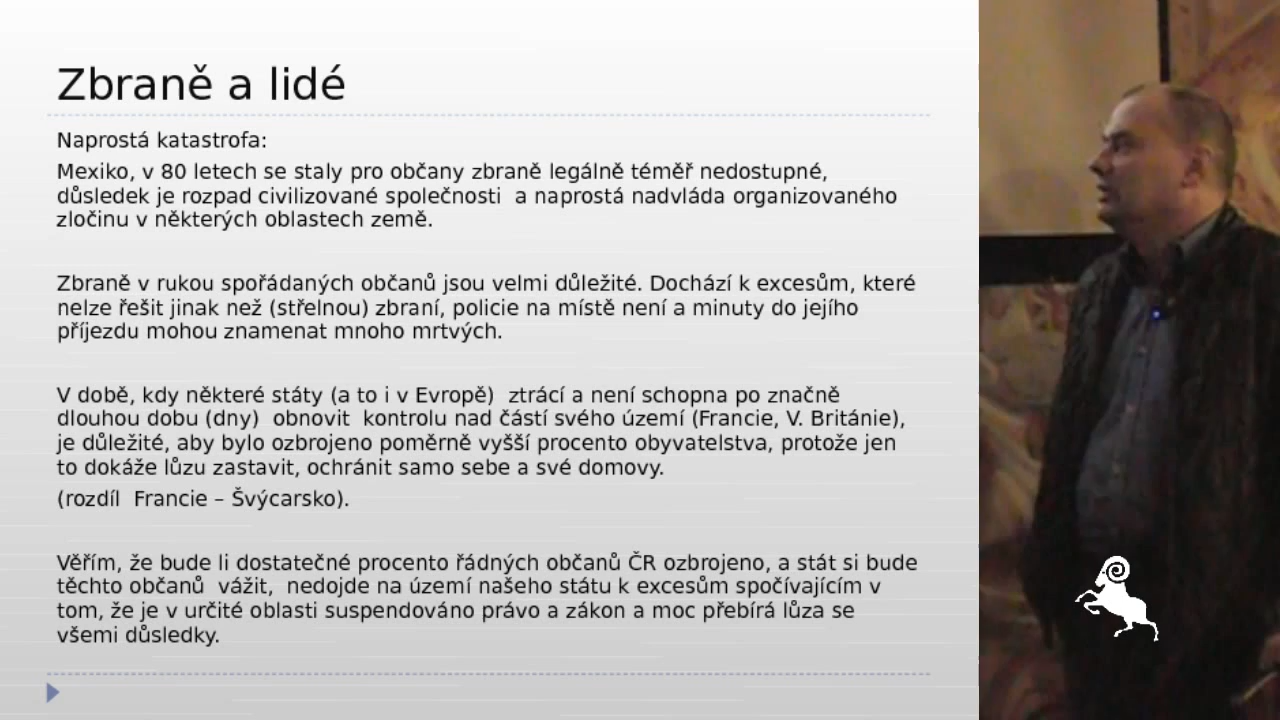 Zbraně a lidé
Naprostá katastrofa:
Mexiko, v 80 letech se staly pro občany zbraně legálně téměř nedostupné,
důsledek je rozpad civilizované společnosti  a naprostá nadvláda organizovaného
zločinu v některých oblastech země.
Zbraně v rukou spořádaných občanů jsou velmi důležité. Dochází k excesům, které
nelze řešit jinak než (střelnou) zbraní, policie na místě není a minuty do jejího
příjezdu mohou znamenat mnoho mrtvých.
V době, kdy některé státy (a to i v Evropě)  ztrácí a není schopna po značně
dlouhou dobu (dny)  obnovit  kontrolu nad částí svého území (Francie, V. Británie),
je důležité, aby bylo ozbrojeno poměrně vyšší procento obyvatelstva, protože jen
to dokáže lůzu zastavit, ochránit samo sebe a své domovy.
(rozdíl  Francie – Švýcarsko).
Věřím, že bude li dostatečné procento řádných občanů ČR ozbrojeno, a stát si bude
těchto občanů  vážit,  nedojde na území našeho státu k excesům spočívajícím v
tom, že je v určité oblasti suspendováno právo a zákon a moc přebírá lůza se
všemi důsledky.